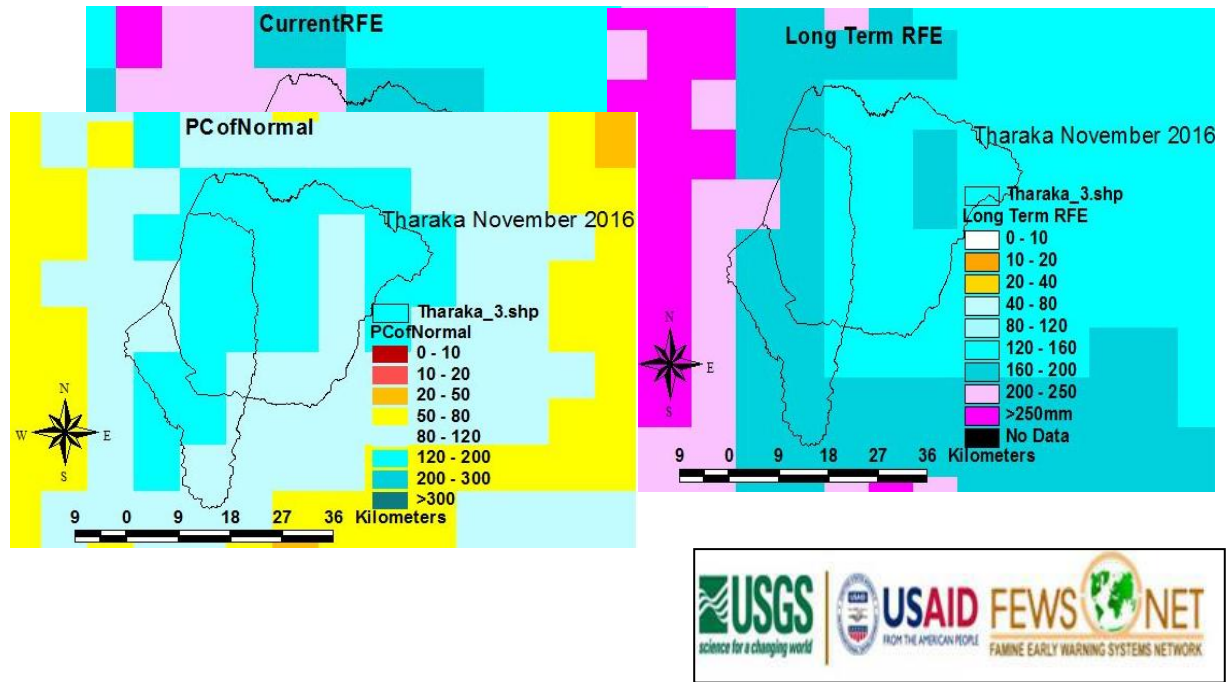 CurrentRFE
Long Term RFE
PCofNormal
Tharaka November 2016
Tharaka_3.shp
PCofNormal
0 - 10
10 - 20
20 - 50
50 - 80
80 - 120
120 - 200
200 - 300
>300
N
W E
S
9 0 9 18 27 36 Kilometers
Tharaka November 2016
Tharaka_3.shp
Long Term RFE
0 - 10
10 - 20
20 - 40
40 - 80
80 - 120
120 - 160
160 - 200
200 - 250
>250mm
No Data
N
E
S
9 0 9 18 27 36 Kilometers
USGS
science for a changing world
USAID
FROM THE AMERICAN PEOPLE
FEWS NET
FAMINE EARLY WARNING SYSTEMS NETWORK